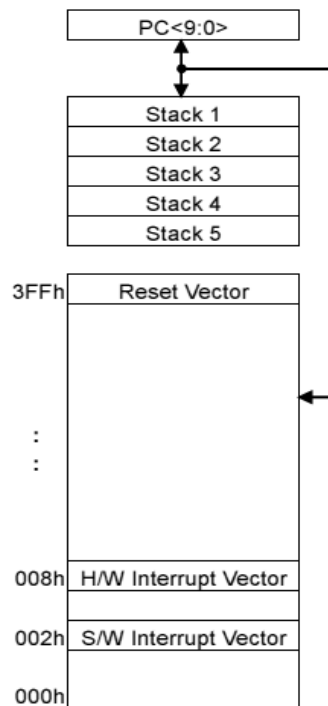 PC<9:0>
Stack 1
Stack 2
Stack 3
Stack 4
Stack 5
3FFh Reset Vector
:
:
008h H/W Interrupt Vector
002h S/W Interrupt Vector
000h